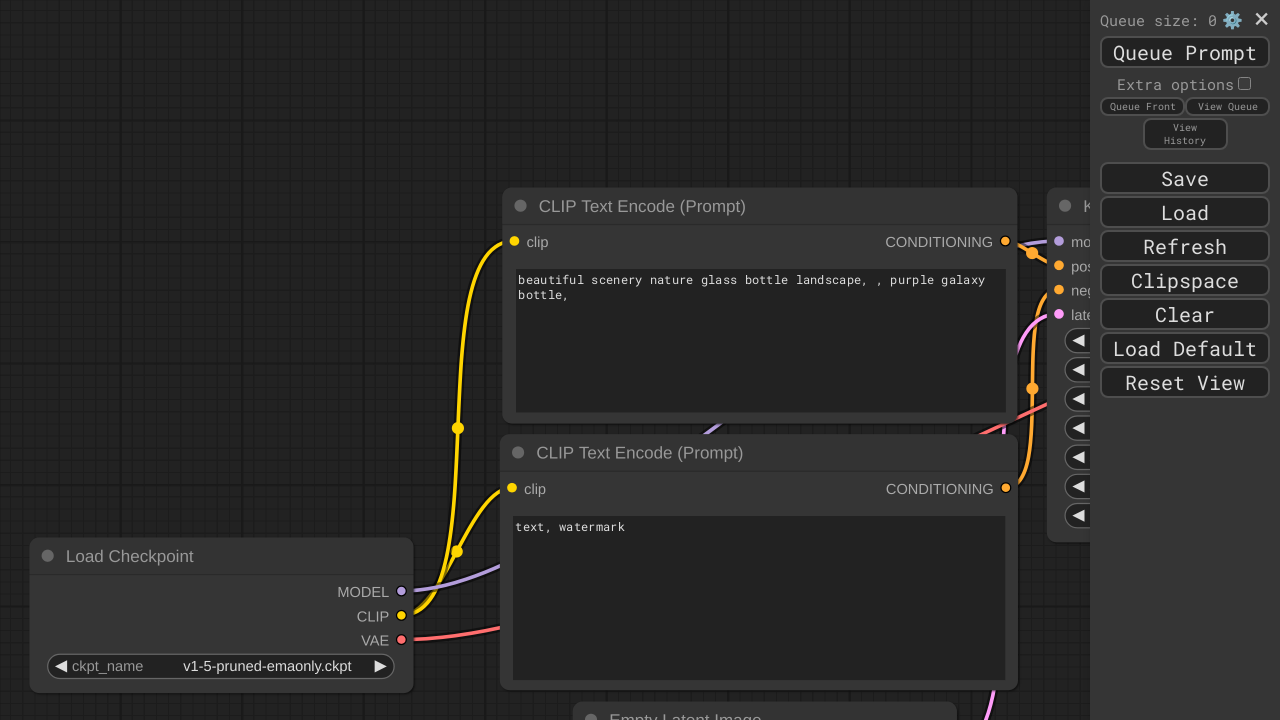 Queue size: 0
Queue Prompt
Extra options
Queue Front
View Queue
View
History
Save
Load
Refresh
Clipspace
Clear
Load Default
Reset View
CLIP Text Encode (Prompt)
clip
CONDITIONING
beautiful scenery nature glass bottle landscape, , purple galaxy
bottle,
CLIP Text Encode (Prompt)
clip
CONDITIONING
text, watermark
Load Checkpoint
MODEL
CLIP
VAE
ckpt_name
v1-5-pruned-emaonly.ckpt
Empty Latent Image
K
mo
pos
neg
late